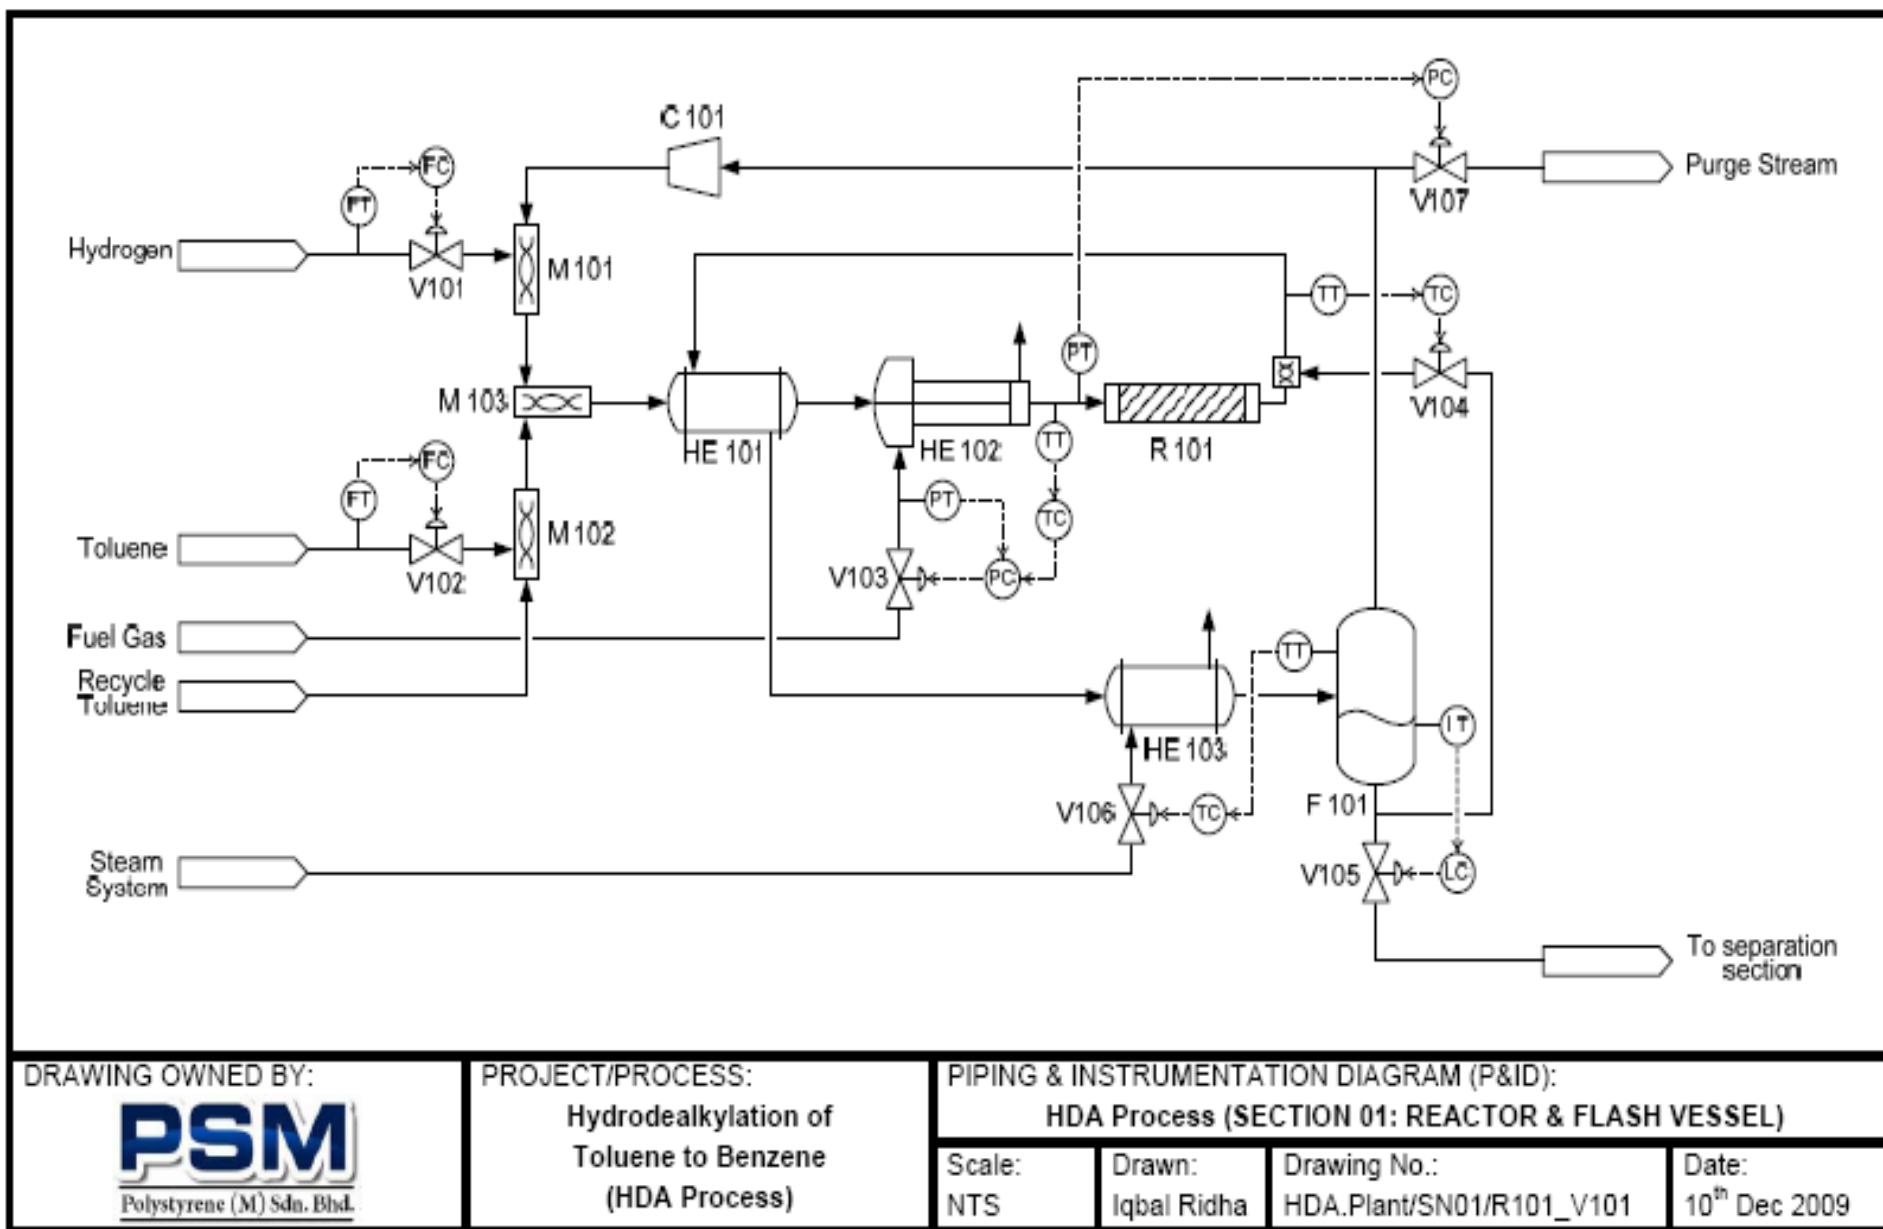 C 101
PC
Purge Stream
V107
FC
FT
Hydrogen
V101
M 101
TT
TC
PT
V104
M 103
HE 101
HE 102
R 101
TT
FC
FT
PT
TC
Toluene
V102
M 102
V103
PC
Fuel Gas
Recycle
Toluene
TT
LT
HE 103
F 101
V106
TC
Steam
System
V105
LC
To separation
section
DRAWING OWNED BY:
PSM
Polystyrene (M) Sdn. Bhd.
PROJECT/PROCESS:
Hydrodealkylation of
Toluene to Benzene
(HDA Process)
PIPING & INSTRUMENTATION DIAGRAM (P&ID):
HDA Process (SECTION 01: REACTOR & FLASH VESSEL)
Scale:
NTS
Drawn:
Iqbal Ridha
Drawing No.:
HDA.Plant/SN01/R101_V101
Date:
10th Dec 2009